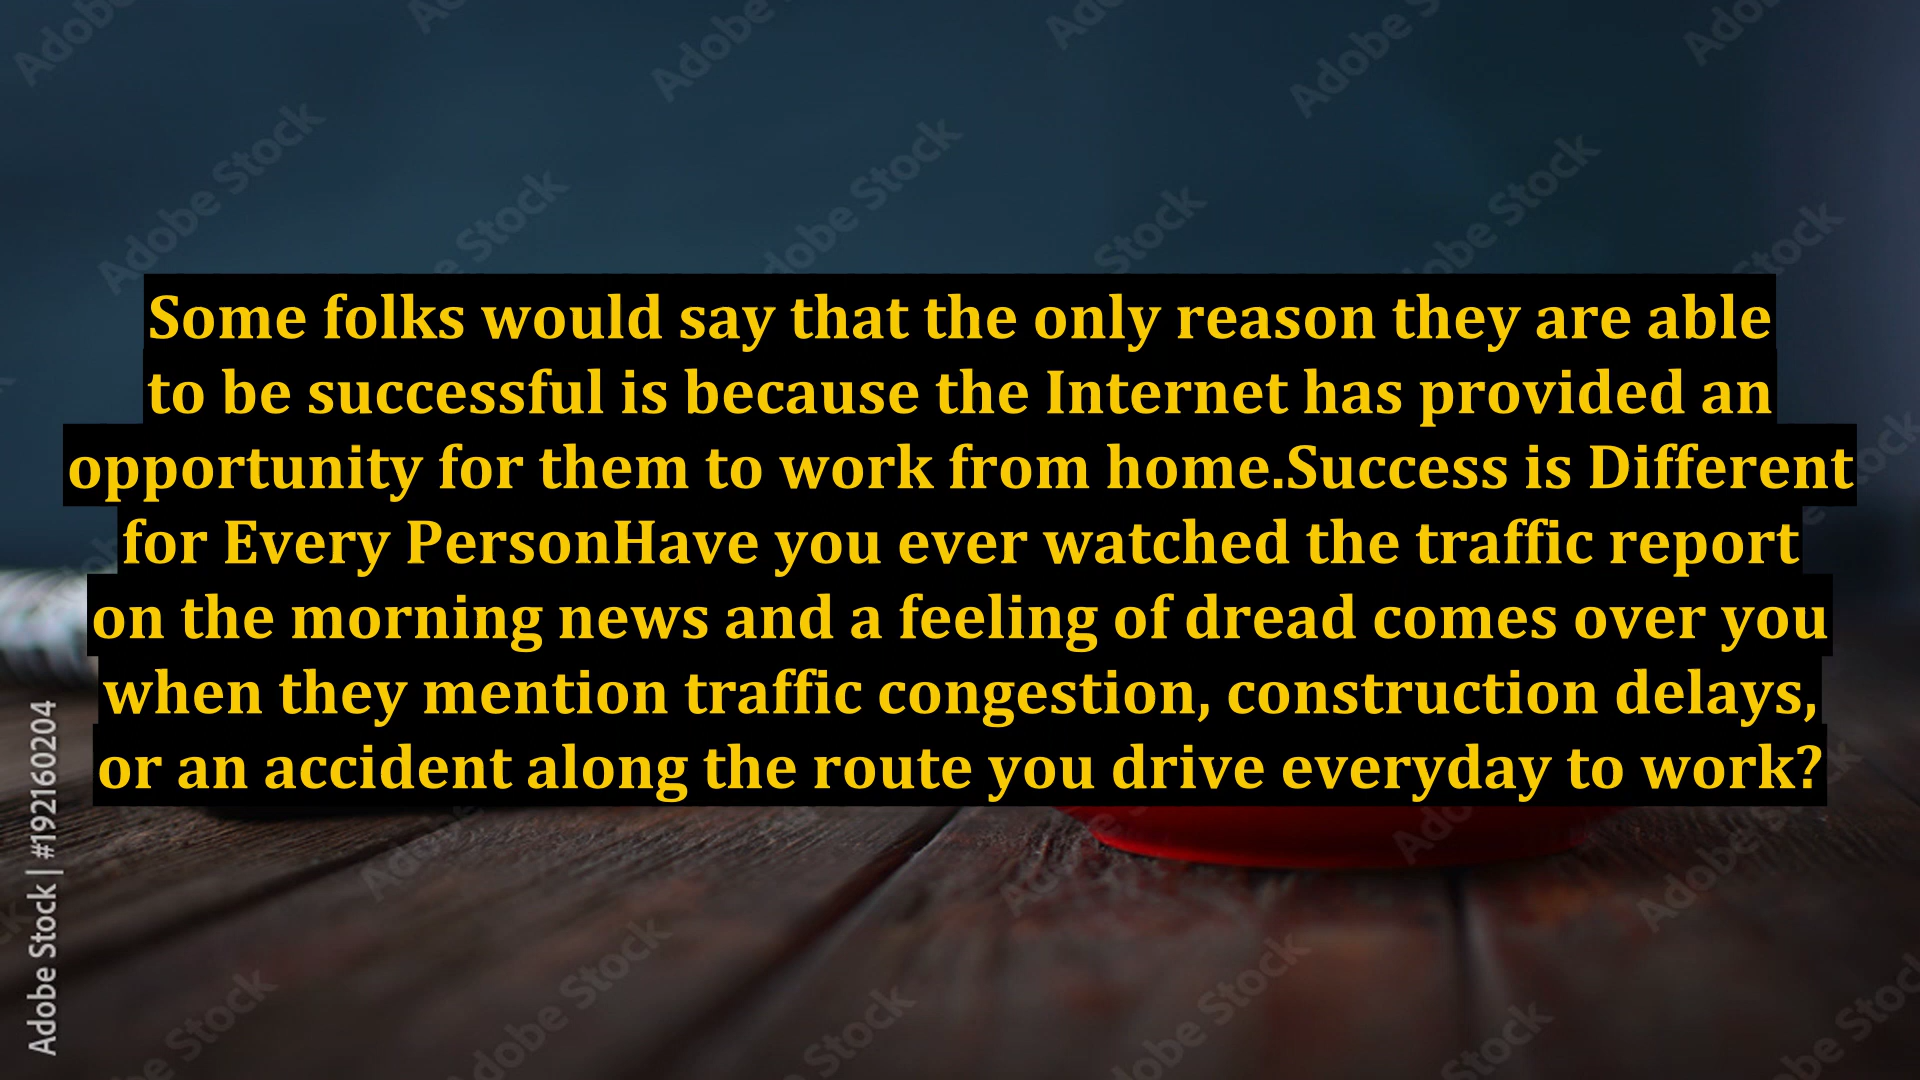 Some folks would say that the only reason they are able
to be successful is because the Internet has provided an
opportunity for them to work from home.Success is Different
for Every PersonHave you ever watched the traffic report
on the morning news and a feeling of dread comes over you
when they mention traffic congestion, construction delays,
or an accident along the route you drive everyday to work?
Adobe Stock | #192160204